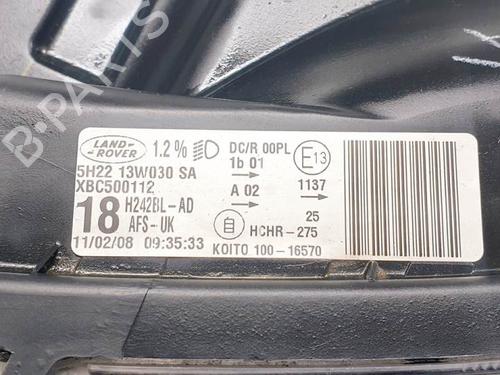 B-PARTS
LAND-
ROVER
1.2% DC/R 00PL E13
1b 01
5H22 13W030 SA
XBC500112 A 02 1137
18 H242BL-AD 25
AFS-UK HCHR-275
11/02/08 09:35:33 KOITO 100-16570